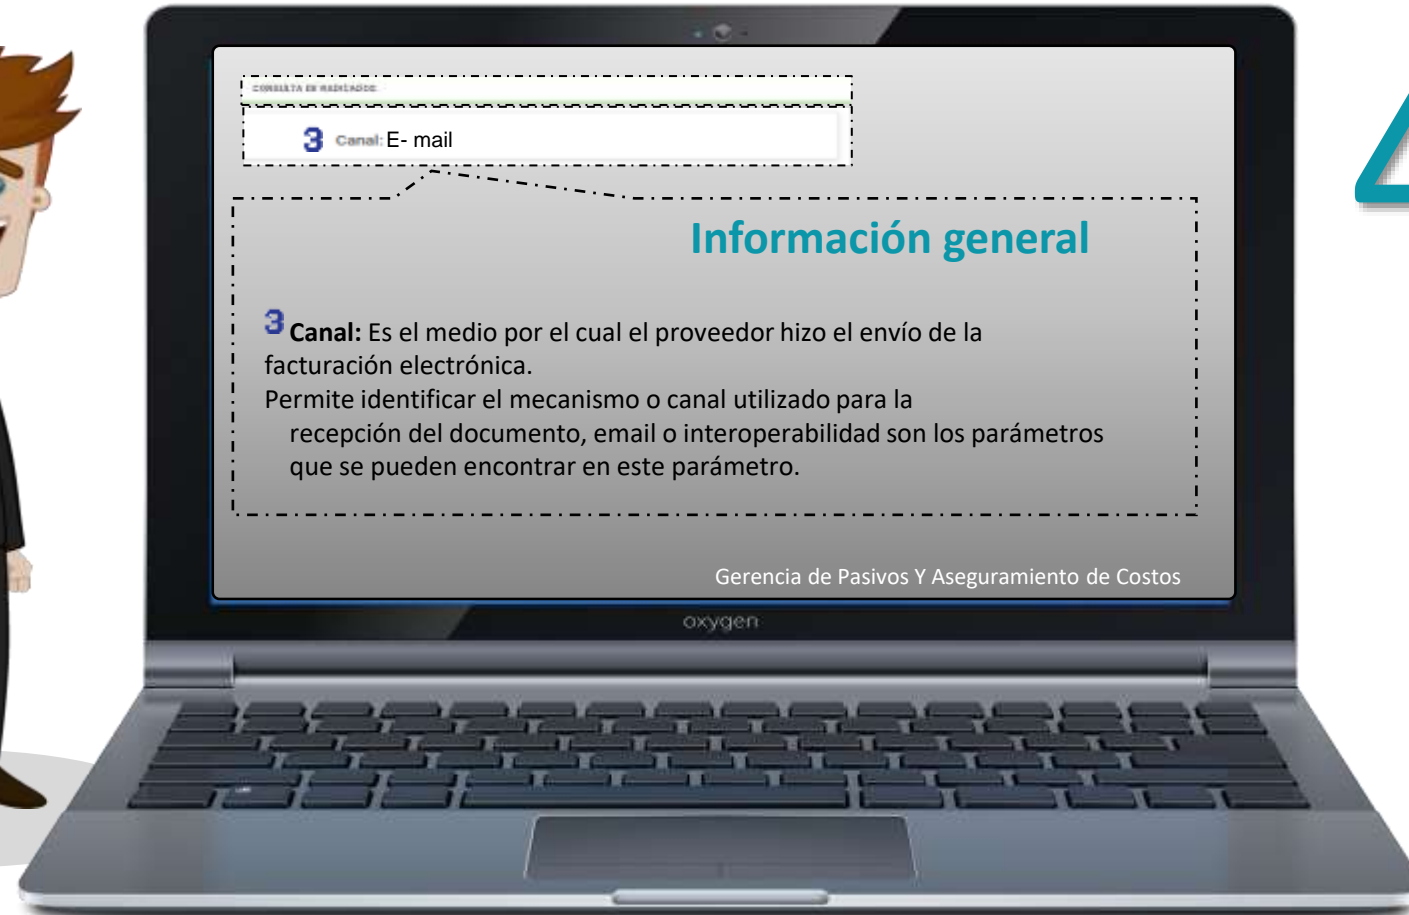 CONSULTA DE RADICADOS
3 Canal: E- mail
Información general
3 Canal: Es el medio por el cual el proveedor hizo el envío de la
facturación electrónica.
Permite identificar el mecanismo o canal utilizado para la
recepción del documento, email o interoperabilidad son los parámetros
que se pueden encontrar en este parámetro.
Gerencia de Pasivos Y Aseguramiento de Costos
oxygen